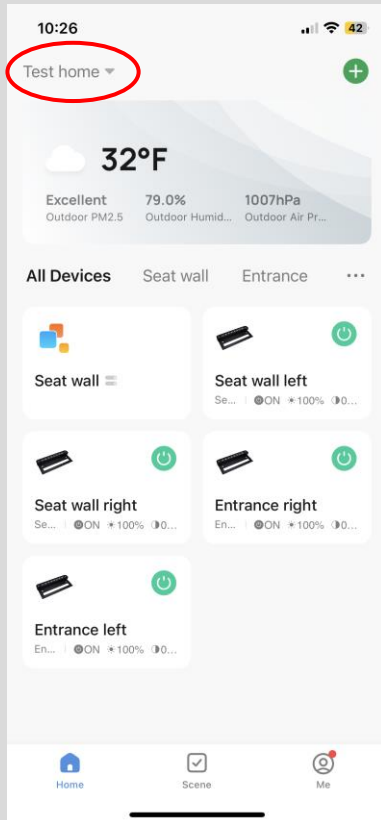 10:26
42
Test home
32°F
Excellent 79.0% 1007hPa
Outdoor PM2.5 Outdoor Humid... Outdoor Air Pr...
All Devices Seat wall Entrance ...
Seat wall
Seat wall left
Se... ON 100% 0...
Seat wall right
Se... ON 100% 0...
Entrance right
En... ON 100% 0...
Entrance left
En... ON 100% 0...
Home Scene Me